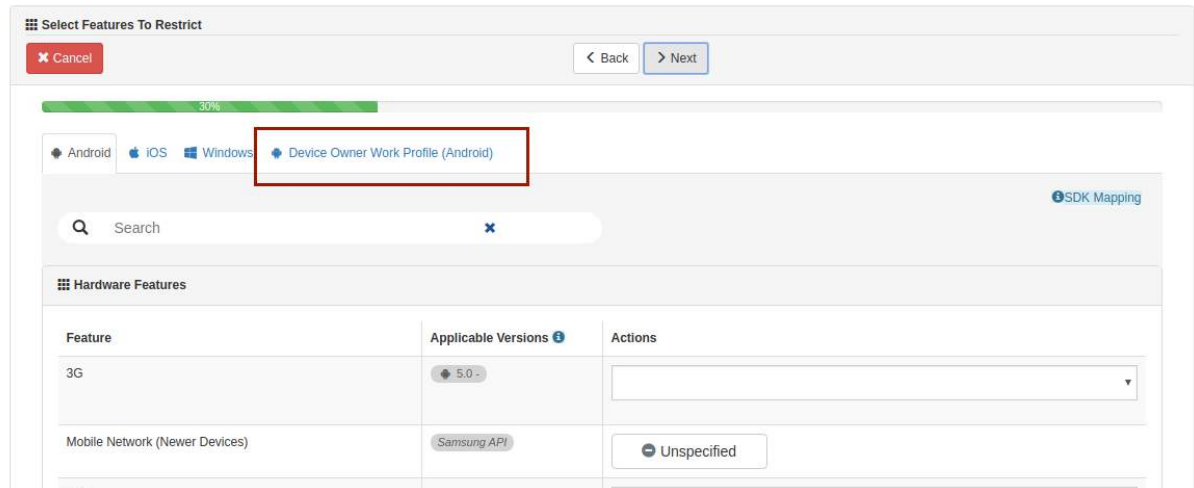 Select Features To Restrict
Cancel
Back
Next
30%
Android
iOS
Windows
Device Owner Work Profile (Android)
SDK Mapping
Search
Hardware Features
Feature
Applicable Versions
Actions
3G
5.0 -
Mobile Network (Newer Devices)
Samsung API
Unspecified